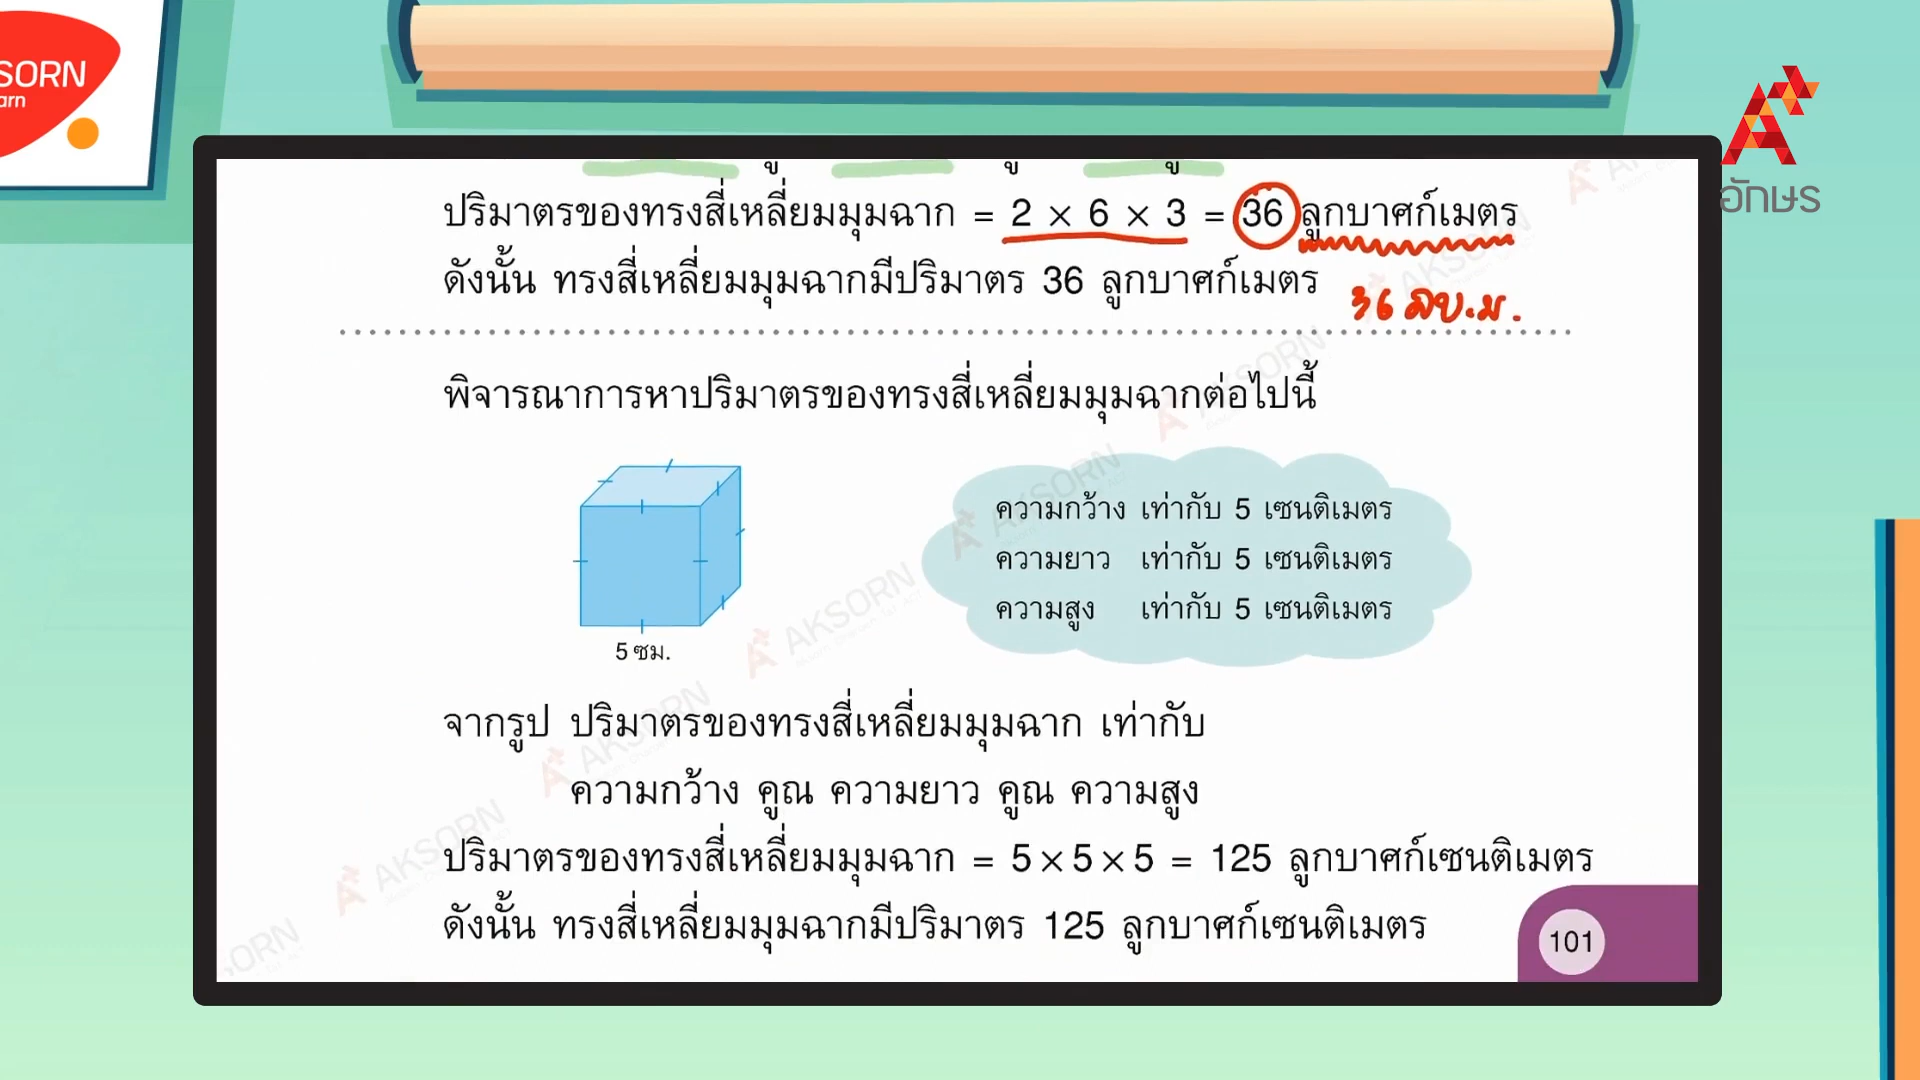 SORN
arn
อักษร
ปริมาตรของทรงสี่เหลี่ยมมุมฉาก = 2 × 6 × 3 = 36 ลูกบาศก์เมตร
ดังนั้น ทรงสี่เหลี่ยมมุมฉากมีปริมาตร 36 ลูกบาศก์เมตร
36 ลบ.ม.
พิจารณาการหาปริมาตรของทรงสี่เหลี่ยมมุมฉากต่อไปนี้
ความกว้าง เท่ากับ 5 เซนติเมตร
ความยาว เท่ากับ 5 เซนติเมตร
ความสูง เท่ากับ 5 เซนติเมตร
5 ซม.
จากรูป ปริมาตรของทรงสี่เหลี่ยมมุมฉาก เท่ากับ
ความกว้าง คูณ ความยาว คูณ ความสูง
ปริมาตรของทรงสี่เหลี่ยมมุมฉาก = 5 × 5 × 5 = 125 ลูกบาศก์เซนติเมตร
ดังนั้น ทรงสี่เหลี่ยมมุมฉากมีปริมาตร 125 ลูกบาศก์เซนติเมตร
101